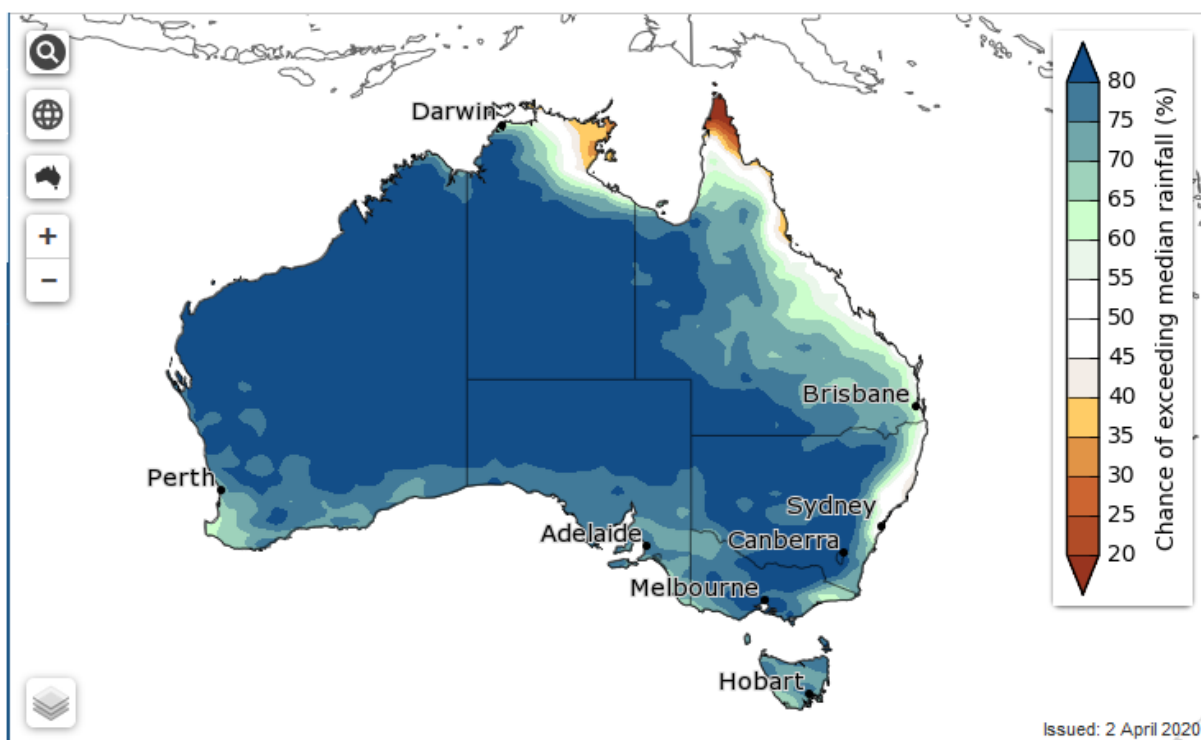 Darwin
Brisbane
Perth
Sydney
Adelaide
Canberra
Melbourne
Hobart
+
−
80
75
70
65
60
55
50
45
40
35
30
25
20
Chance of exceeding median rainfall (%)
Issued: 2 April 2020